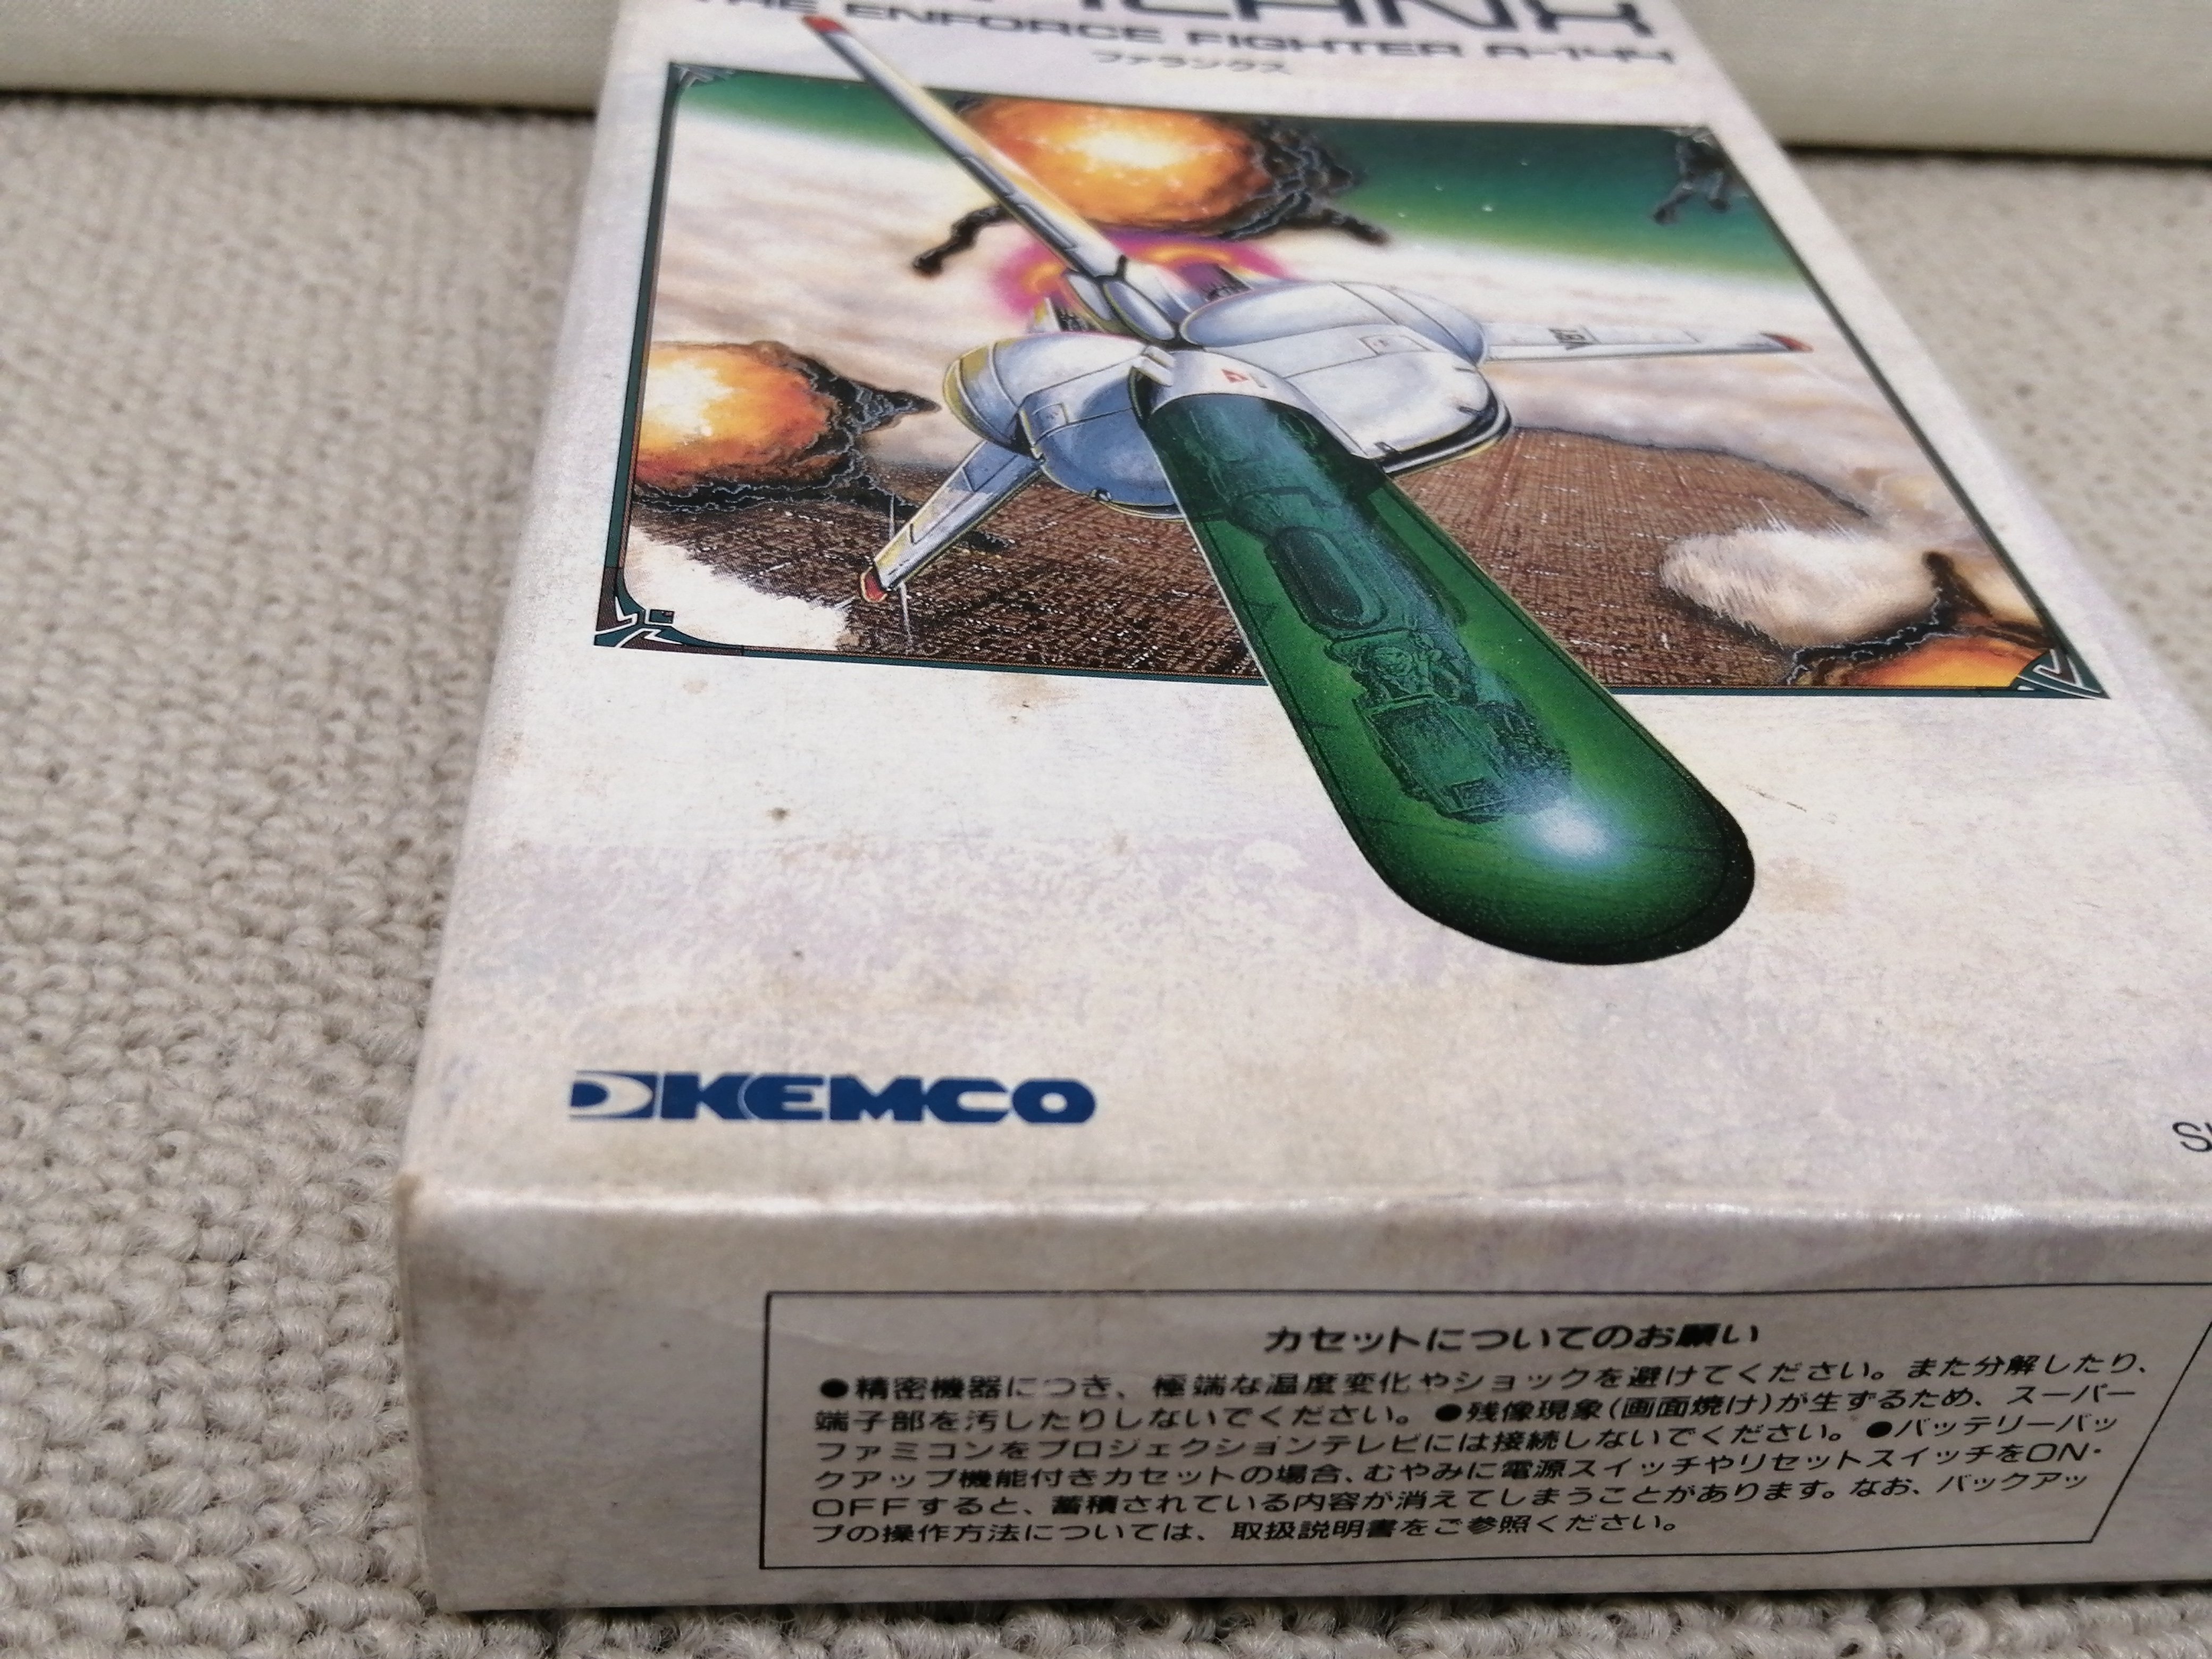 THE ENFORCE FIGHTER A-144
ファランクス
KEMCO
カセットについてのお願い
●精密機器につき、極端な温度変化やショックを避けてください。また分解したり、
端子部を汚したりしないでください。●残像現象(画面焼け)が生ずるため、スーパー
ファミコンをプロジェクションテレビには接続しないでください。●バッテリーバッ
クアップ機能付きカセットの場合、むやみに電源スイッチやリセットスイッチをON・
OFFすると、蓄積されている内容が消えてしまうことがあります。なお、バックアッ
プの操作方法については、取扱説明書をご参照ください。